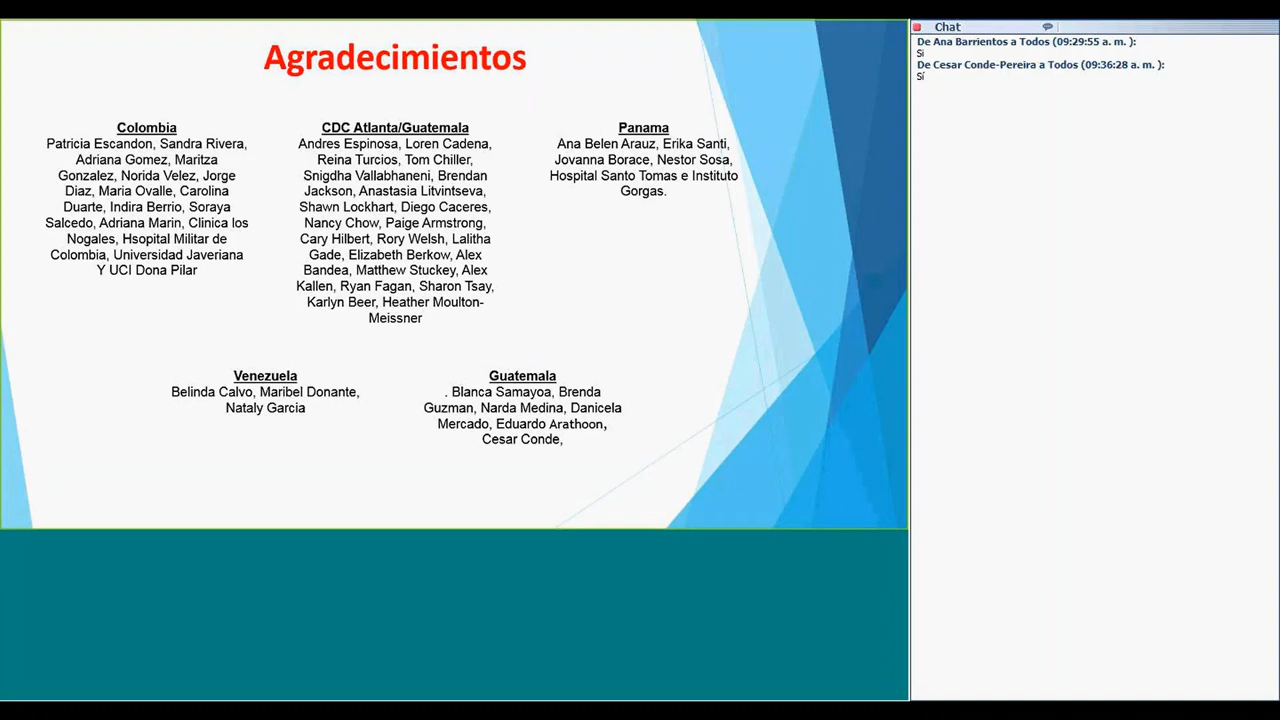 Agradecimientos
Colombia
Patricia Escandon, Sandra Rivera,
Adriana Gomez, Maritza
Gonzalez, Norida Velez, Jorge
Diaz, Maria Ovalle, Carolina
Duarte, Indira Berrio, Soraya
Salcedo, Adriana Marin, Clinica los
Nogales, Hsopital Militar de
Colombia, Universidad Javeriana
Y UCI Dona Pilar
CDC Atlanta/Guatemala
Andres Espinosa, Loren Cadena,
Reina Turcios, Tom Chiller,
Snigdha Vallabhaneni, Brendan
Jackson, Anastasia Litvintseva,
Shawn Lockhart, Diego Caceres,
Nancy Chow, Paige Armstrong,
Cary Hilbert, Rory Welsh, Lalitha
Gade, Elizabeth Berkow, Alex
Bandea, Matthew Stuckey, Alex
Kallen, Ryan Fagan, Sharon Tsay,
Karlyn Beer, Heather Moulton-
Meissner
Panama
Ana Belen Arauz, Erika Santi,
Jovanna Borace, Nestor Sosa,
Hospital Santo Tomas e Instituto
Gorgas.
Venezuela
Belinda Calvo, Maribel Donante,
Nataly Garcia
Guatemala
. Blanca Samayoa, Brenda
Guzman, Narda Medina, Danicela
Mercado, Eduardo Arathoon,
Cesar Conde,
Chat
De Ana Barrientos a Todos (09:29:55 a. m. ):
Si
De Cesar Conde-Pereira a Todos (09:36:28 a. m. ):
Sí